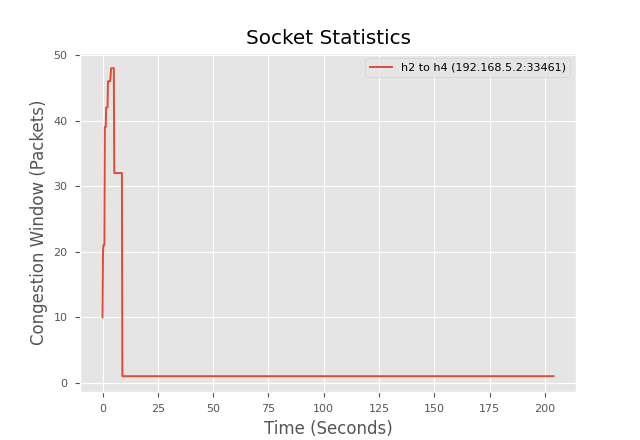 Socket Statistics
h2 to h4 (192.168.5.2:33461)
Congestion Window (Packets)
50
40
30
20
10
0
0 25 50 75 100 125 150 175 200
Time (Seconds)